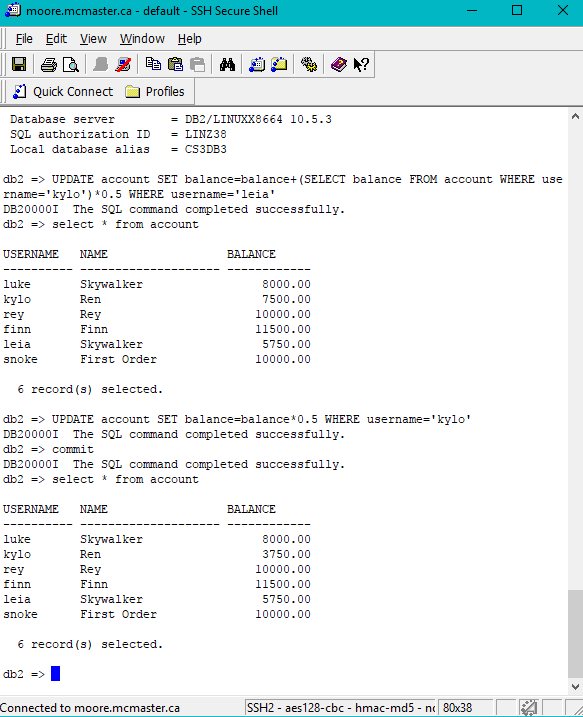 moore.mcmaster.ca - default - SSH Secure Shell
File Edit View Window Help
Quick Connect Profiles
Database server = DB2/LINUXX8664 10.5.3
SQL authorization ID = LINZ38
Local database alias = CS3DB3
db2 => UPDATE account SET balance=balance+(SELECT balance FROM account WHERE use
rname='kylo')*0.5 WHERE username='leia'
DB20000I The SQL command completed successfully.
db2 => select * from account
USERNAME NAME BALANCE
---------- -------------------- ------------
luke Skywalker 8000.00
kylo Ren 7500.00
rey Rey 10000.00
finn Finn 11500.00
leia Skywalker 5750.00
snoke First Order 10000.00
6 record(s) selected.
db2 => UPDATE account SET balance=balance*0.5 WHERE username='kylo'
DB20000I The SQL command completed successfully.
db2 => commit
DB20000I The SQL command completed successfully.
db2 => select * from account
USERNAME NAME BALANCE
---------- -------------------- ------------
luke Skywalker 8000.00
kylo Ren 3750.00
rey Rey 10000.00
finn Finn 11500.00
leia Skywalker 5750.00
snoke First Order 10000.00
6 record(s) selected.
db2 =>
Connected to moore.mcmaster.ca SSH2 - aes128-cbc - hmac-md5 - 80x38